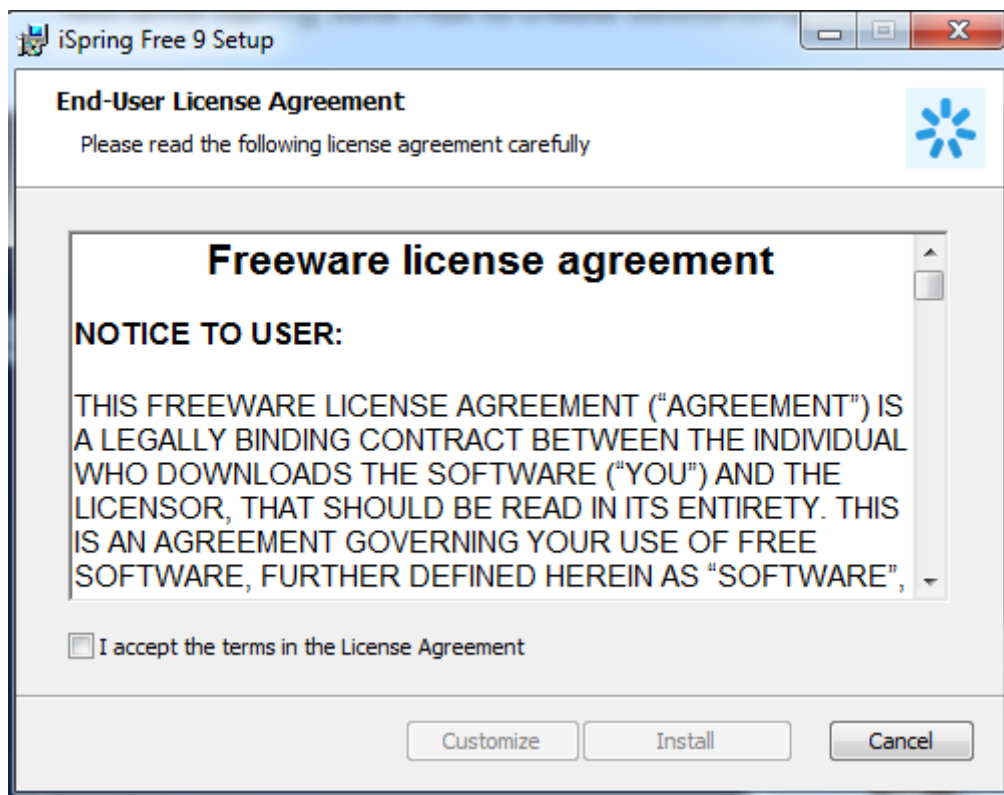 iSpring Free 9 Setup
End-User License Agreement
Please read the following license agreement carefully
Freeware license agreement
NOTICE TO USER:
THIS FREEWARE LICENSE AGREEMENT (“AGREEMENT”) IS
A LEGALLY BINDING CONTRACT BETWEEN THE INDIVIDUAL
WHO DOWNLOADS THE SOFTWARE (“YOU”) AND THE
LICENSOR, THAT SHOULD BE READ IN ITS ENTIRETY. THIS
IS AN AGREEMENT GOVERNING YOUR USE OF FREE
SOFTWARE, FURTHER DEFINED HEREIN AS “SOFTWARE”,
I accept the terms in the License Agreement
Customize
Install
Cancel